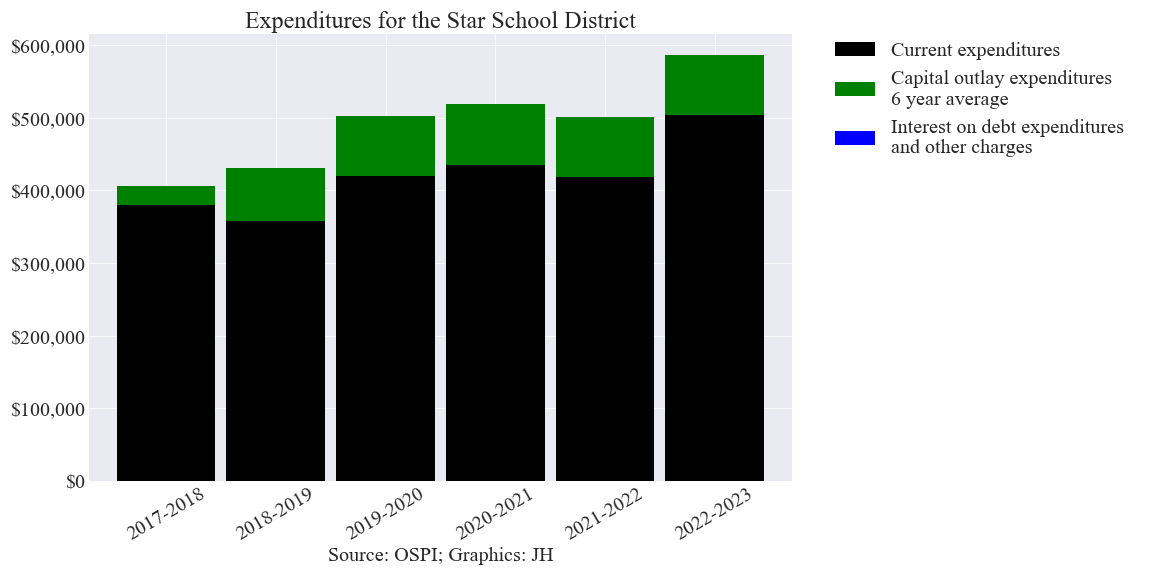 Expenditures for the Star School District
$600,000
$500,000
$400,000
$300,000
$200,000
$100,000
$0
2017-2018
2018-2019
2019-2020
2020-2021
2021-2022
2022-2023
Source: OSPI; Graphics: JH
Current expenditures
Capital outlay expenditures
6 year average
Interest on debt expenditures
and other charges